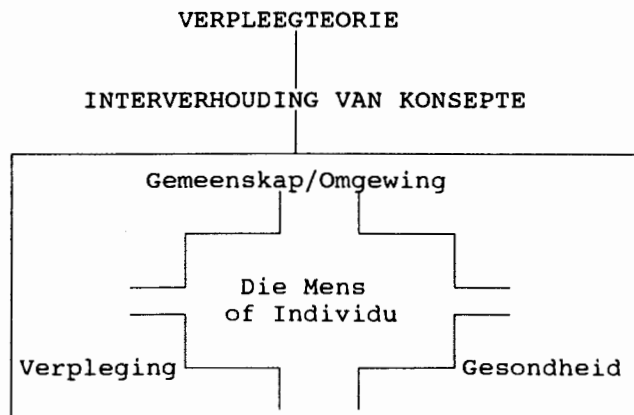 VERPLEEGTEORIE
INTERVERHOUDING VAN KONSEPTE
Gemeenskap/Omgewing
Die Mens
of Individu
Verpleging Gesondheid